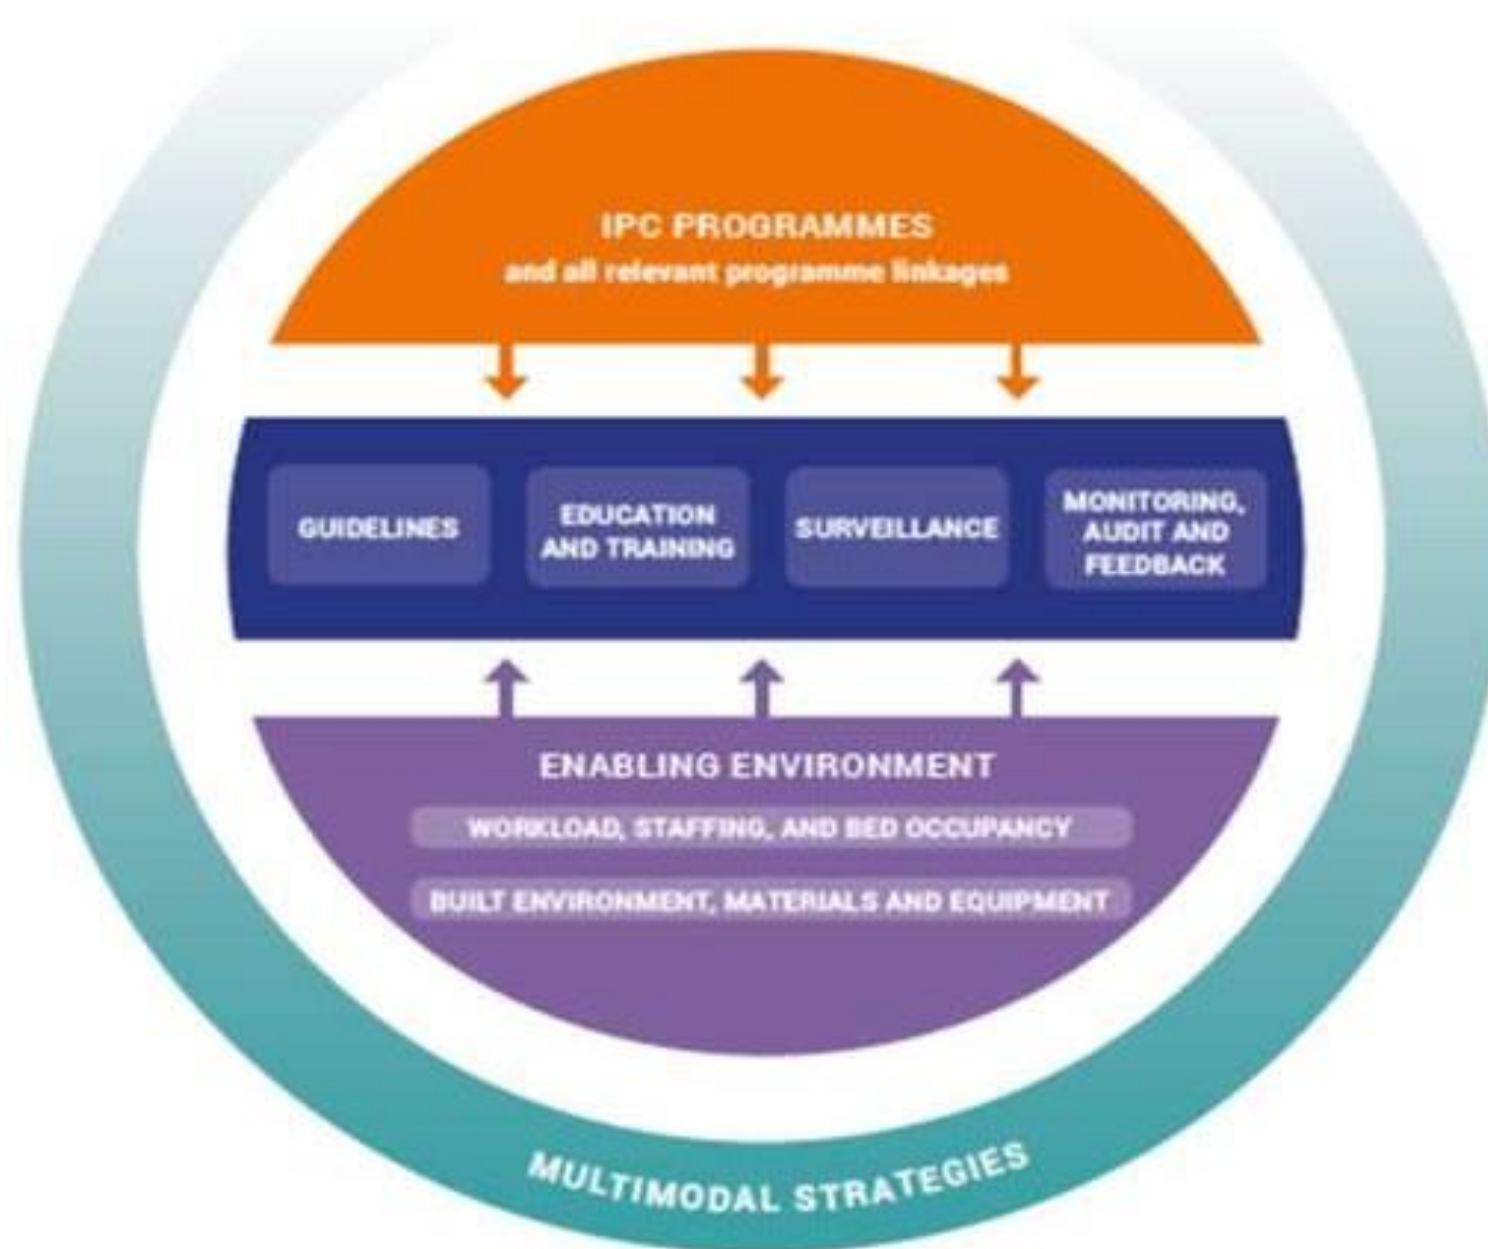 IPC PROGRAMMES
and all relevant programme linkages
GUIDELINES
EDUCATION
AND TRAINING
SURVEILLANCE
MONITORING,
AUDIT AND
FEEDBACK
ENABLING ENVIRONMENT
WORKLOAD, STAFFING, AND BED OCCUPANCY
BUILT ENVIRONMENT, MATERIALS AND EQUIPMENT
MULTIMODAL STRATEGIES